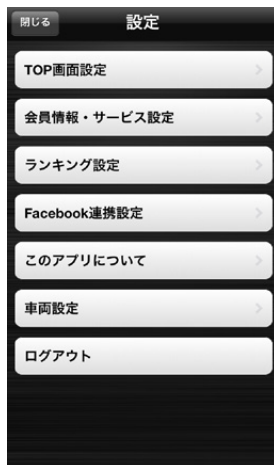 閉じる
設定
TOP画面設定
会員情報・サービス設定
ランキング設定
Facebook連携設定
このアプリについて
車両設定
ログアウト